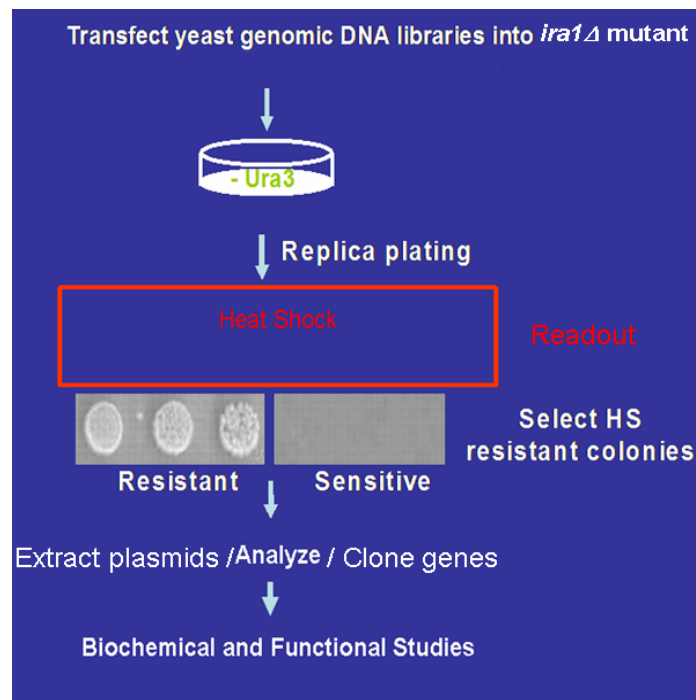 Transfect yeast genomic DNA libraries into ira1Δ mutant
- Ura3
Replica plating
Heat Shock
Readout
Select HS
resistant colonies
Resistant Sensitive
Extract plasmids /Analyze / Clone genes
Biochemical and Functional Studies